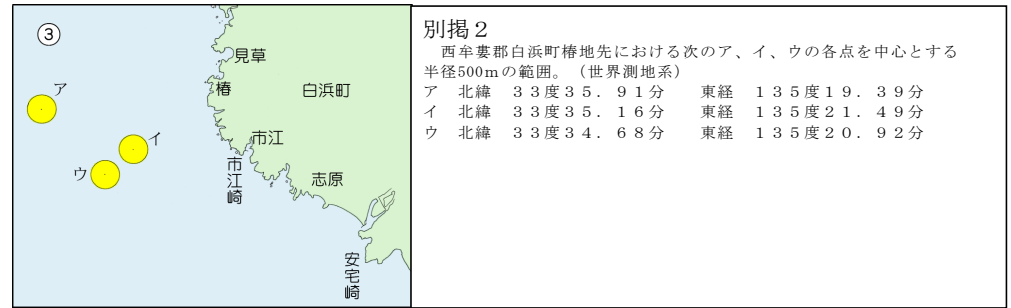 ③
見草
ア
椿
白浜町
イ
市江
ウ
市江崎
志原
安宅崎
別掲２
西牟婁郡白浜町椿地先における次のア、イ、ウの各点を中心とする
半径500ｍの範囲。（世界測地系）
ア　北緯　３３度３５．９１分　　東経　１３５度１９．３９分
イ　北緯　３３度３５．１６分　　東経　１３５度２１．４９分
ウ　北緯　３３度３４．６８分　　東経　１３５度２０．９２分